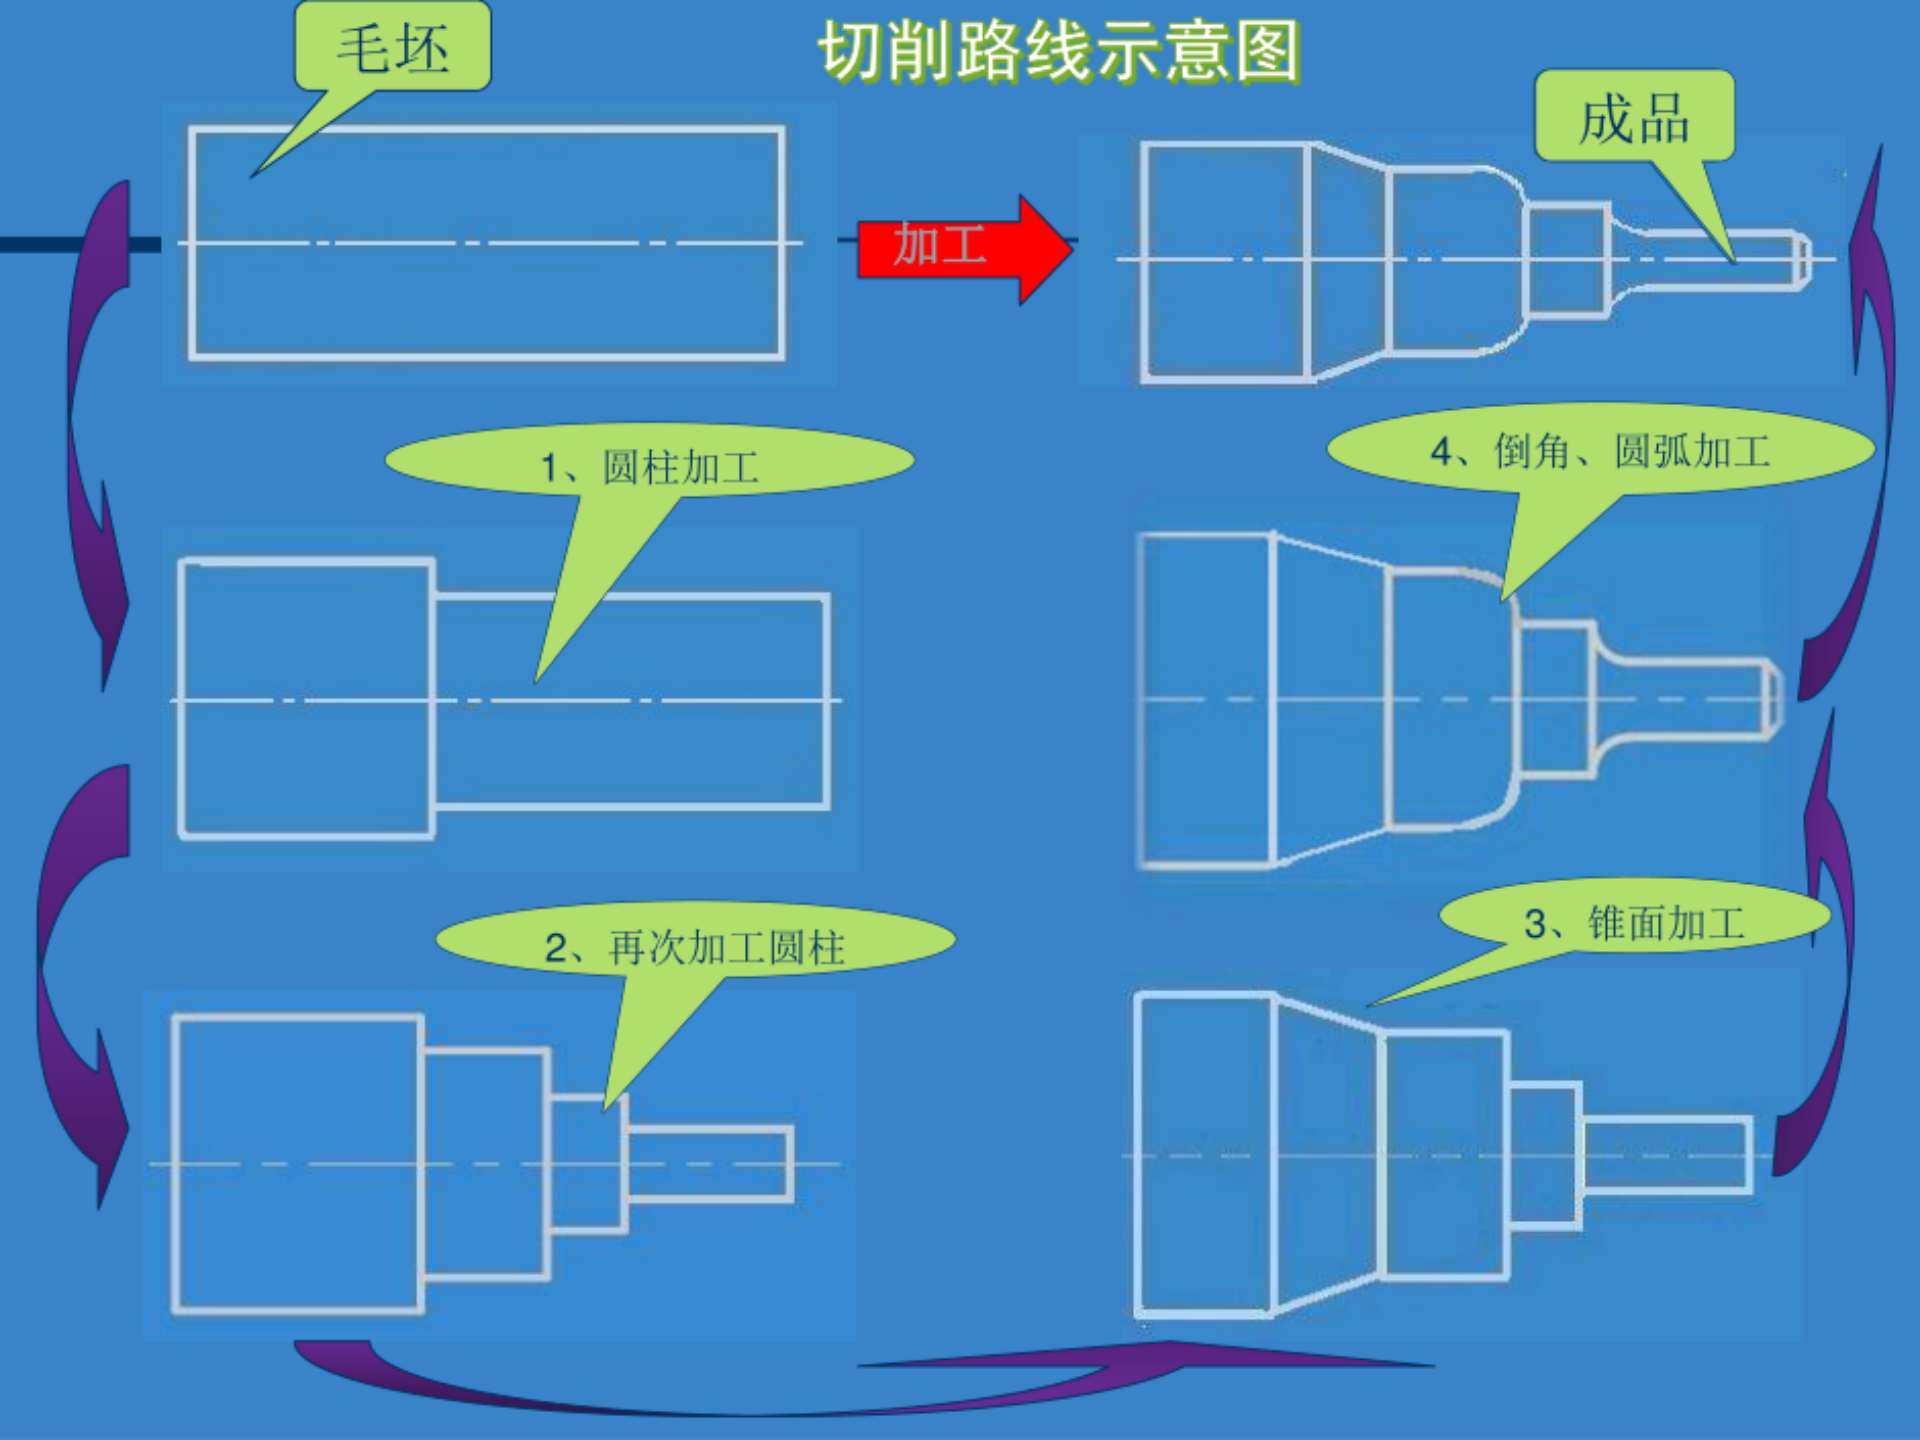 毛坯
切削路线示意图
成品
加工
1、圆柱加工
4、倒角、圆弧加工
2、再次加工圆柱
3、锥面加工